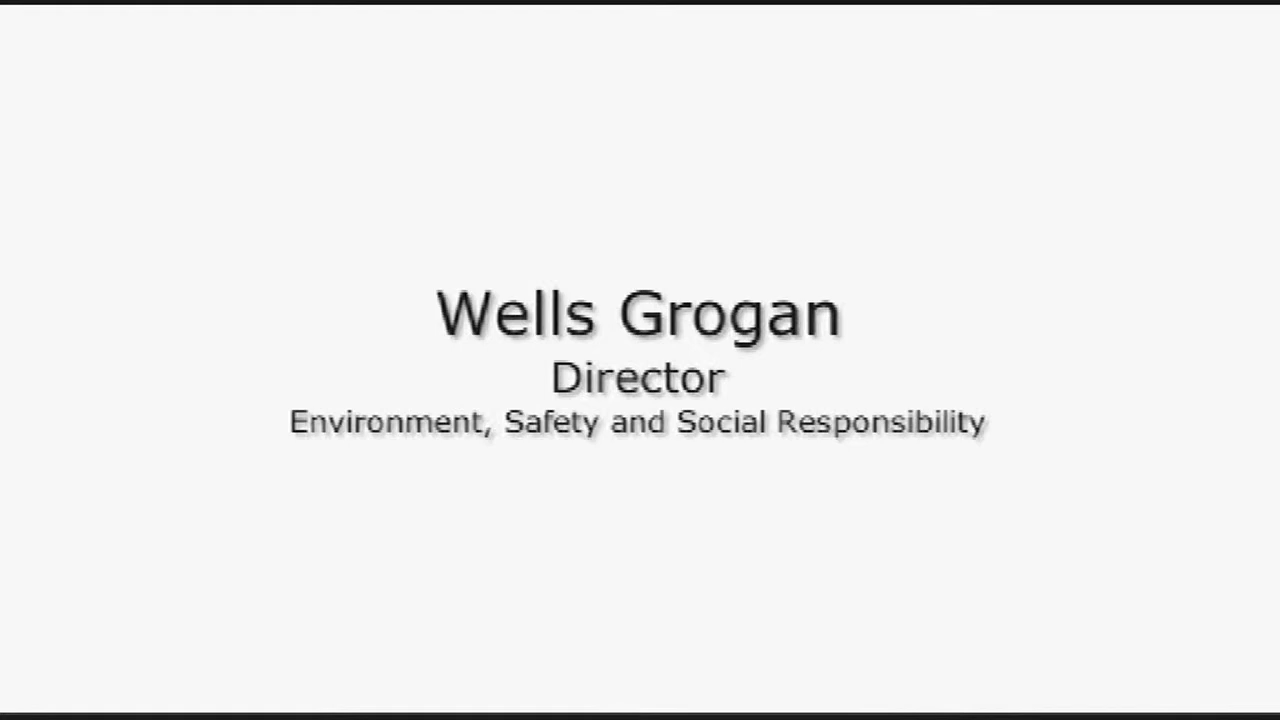 Wells Grogan
Director
Environment, Safety and Social Responsibility